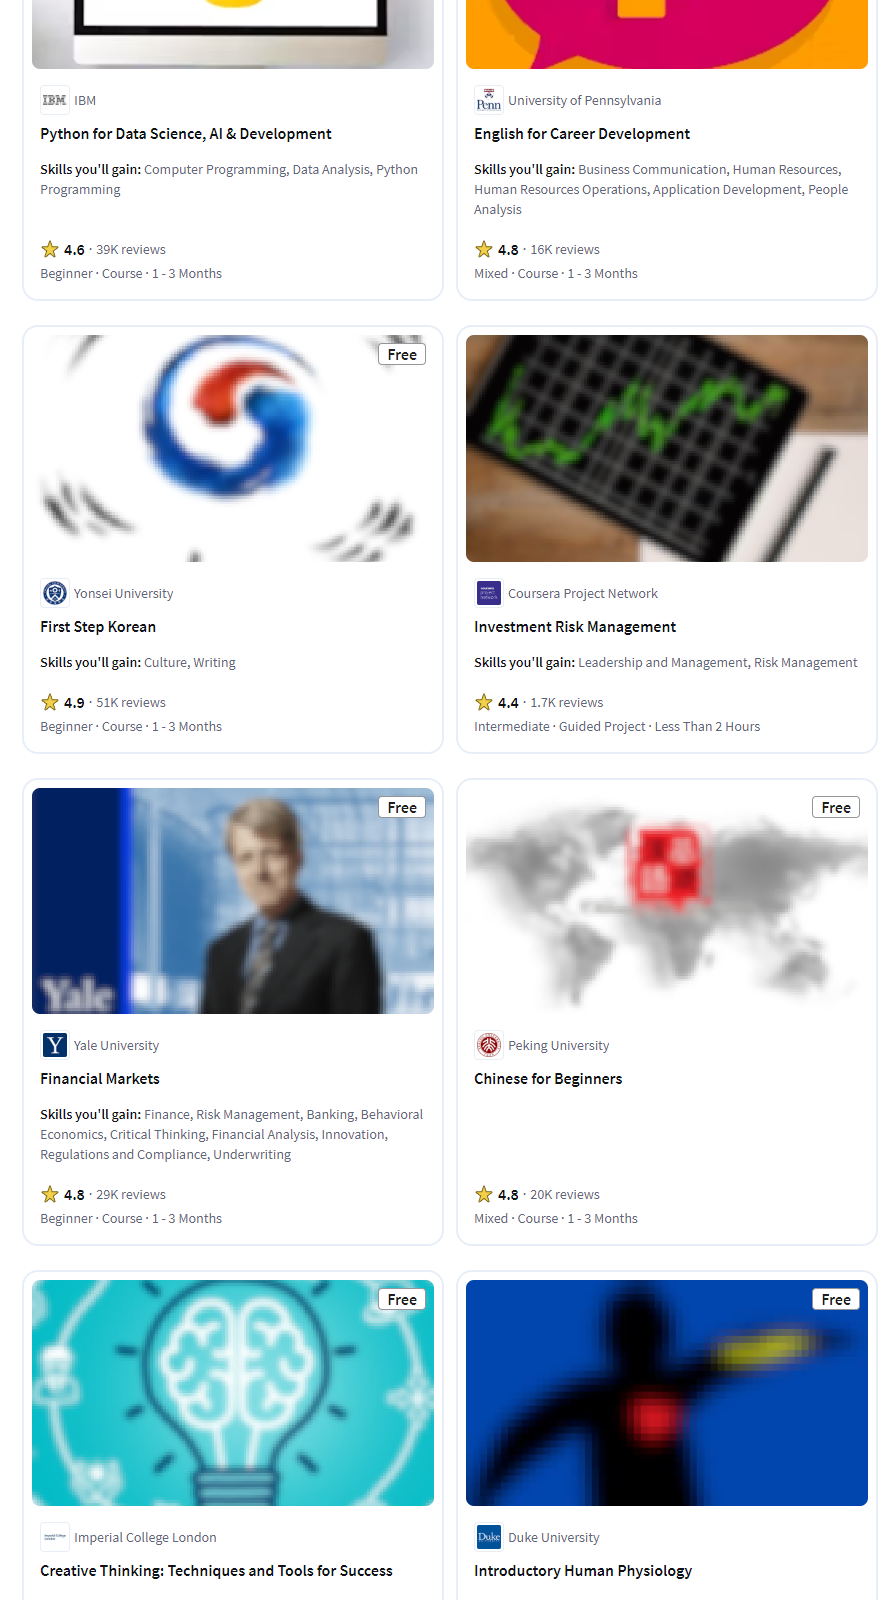 IBM
IBM
Python for Data Science, AI & Development
Skills you'll gain: Computer Programming, Data Analysis, Python
Programming
4.6 · 39K reviews
Beginner · Course · 1 - 3 Months
Penn
University of Pennsylvania
English for Career Development
Skills you'll gain: Business Communication, Human Resources,
Human Resources Operations, Application Development, People
Analysis
4.8 · 16K reviews
Mixed · Course · 1 - 3 Months
Free
Yonsei University
First Step Korean
Skills you'll gain: Culture, Writing
4.9 · 51K reviews
Beginner · Course · 1 - 3 Months
coursera
project
network
Coursera Project Network
Investment Risk Management
Skills you'll gain: Leadership and Management, Risk Management
4.4 · 1.7K reviews
Intermediate · Guided Project · Less Than 2 Hours
Free
Yale
Y
Yale University
Financial Markets
Skills you'll gain: Finance, Risk Management, Banking, Behavioral
Economics, Critical Thinking, Financial Analysis, Innovation,
Regulations and Compliance, Underwriting
4.8 · 29K reviews
Beginner · Course · 1 - 3 Months
Free
Peking University
Chinese for Beginners
4.8 · 20K reviews
Mixed · Course · 1 - 3 Months
Free
Imperial College London
Imperial College London
Creative Thinking: Techniques and Tools for Success
Free
Duke
Duke University
Introductory Human Physiology